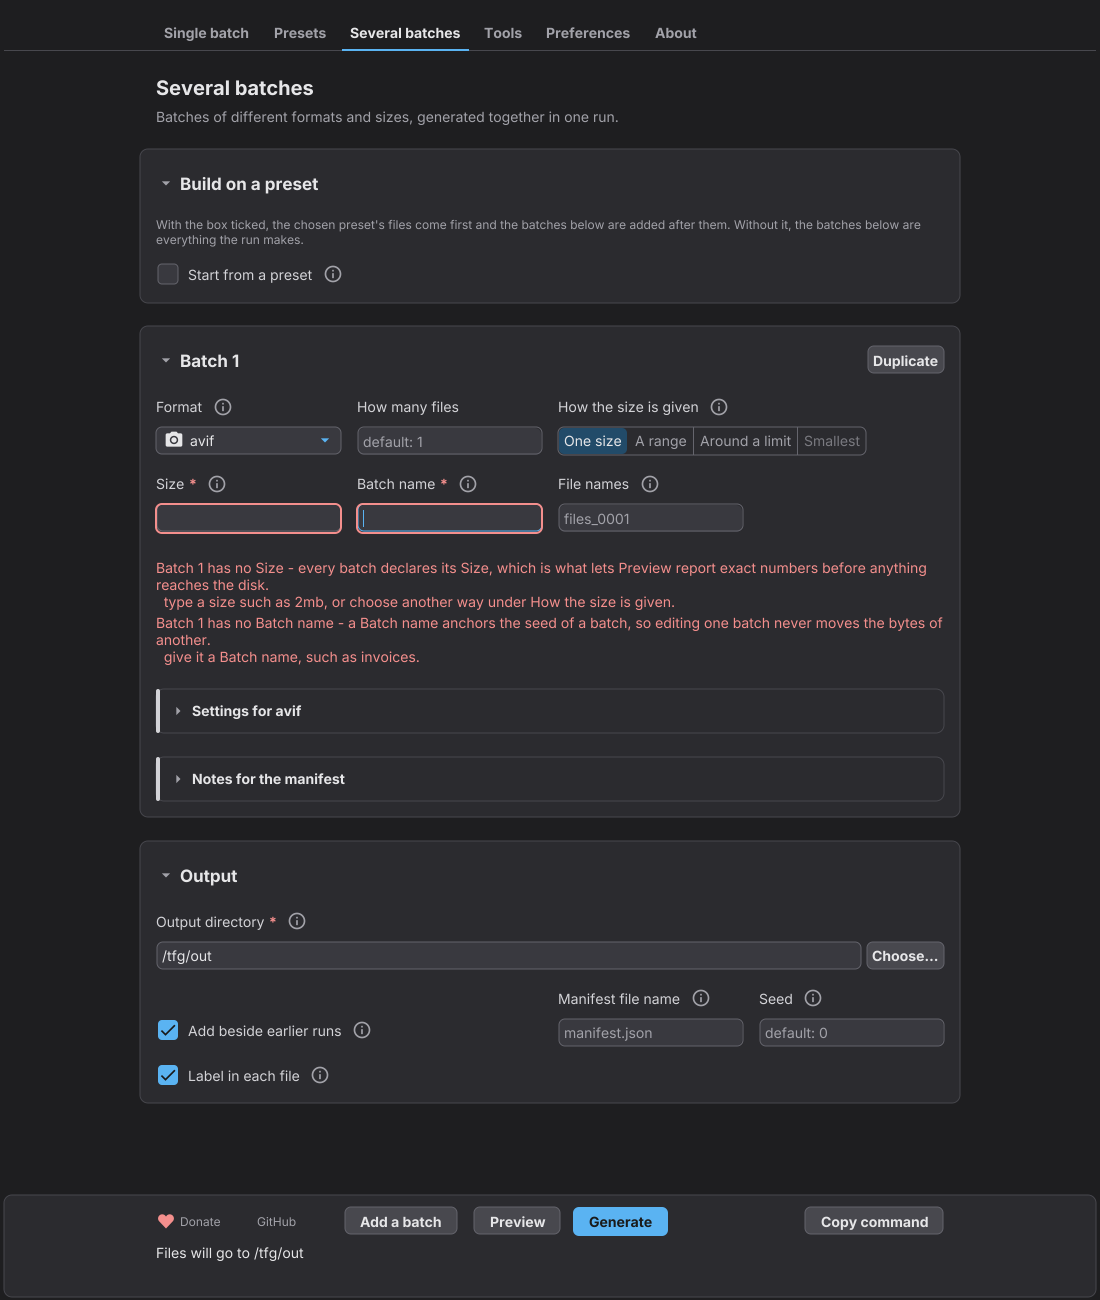 Single batch Presets Several batches Tools Preferences About
Several batches
Batches of different formats and sizes, generated together in one run.
Build on a preset
With the box ticked, the chosen preset's files come first and the batches below are added after them. Without it, the batches below are
everything the run makes.
Start from a preset
Batch 1 Duplicate
Format How many files How the size is given
avif default: 1 One size A range Around a limit Smallest
Size * Batch name * File names
files_0001
Batch 1 has no Size - every batch declares its Size, which is what lets Preview report exact numbers before anything
reaches the disk.
type a size such as 2mb, or choose another way under How the size is given.
Batch 1 has no Batch name - a Batch name anchors the seed of a batch, so editing one batch never moves the bytes of
another.
give it a Batch name, such as invoices.
Settings for avif
Notes for the manifest
Output
Output directory *
/tfg/out Choose...
Manifest file name Seed
Add beside earlier runs manifest.json default: 0
Label in each file
Donate GitHub Add a batch Preview Generate Copy command
Files will go to /tfg/out